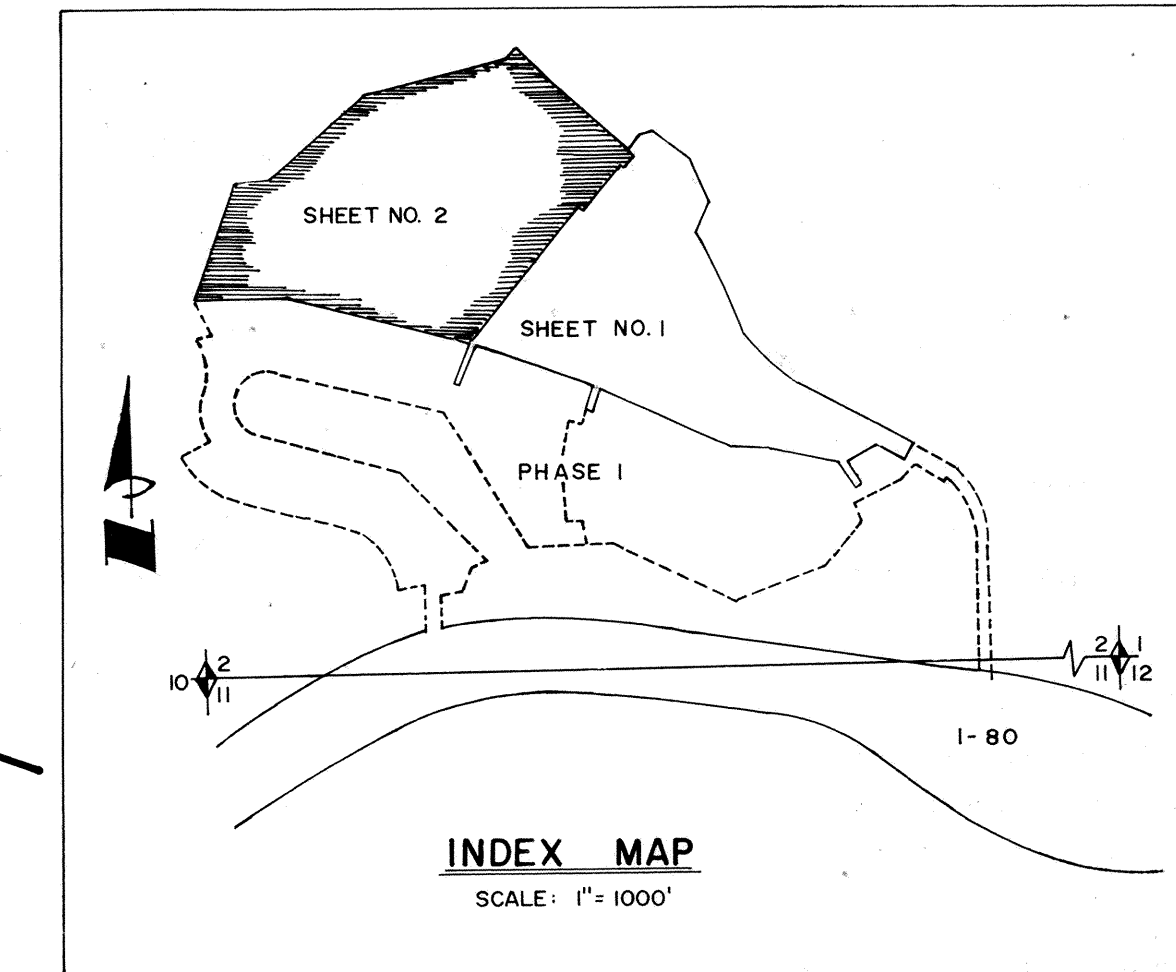 SHEET NO. 2
SHEET NO. 1
PHASE 1
2
10
11
2 1
11 12
I-80
INDEX MAP
SCALE: 1"= 1000'